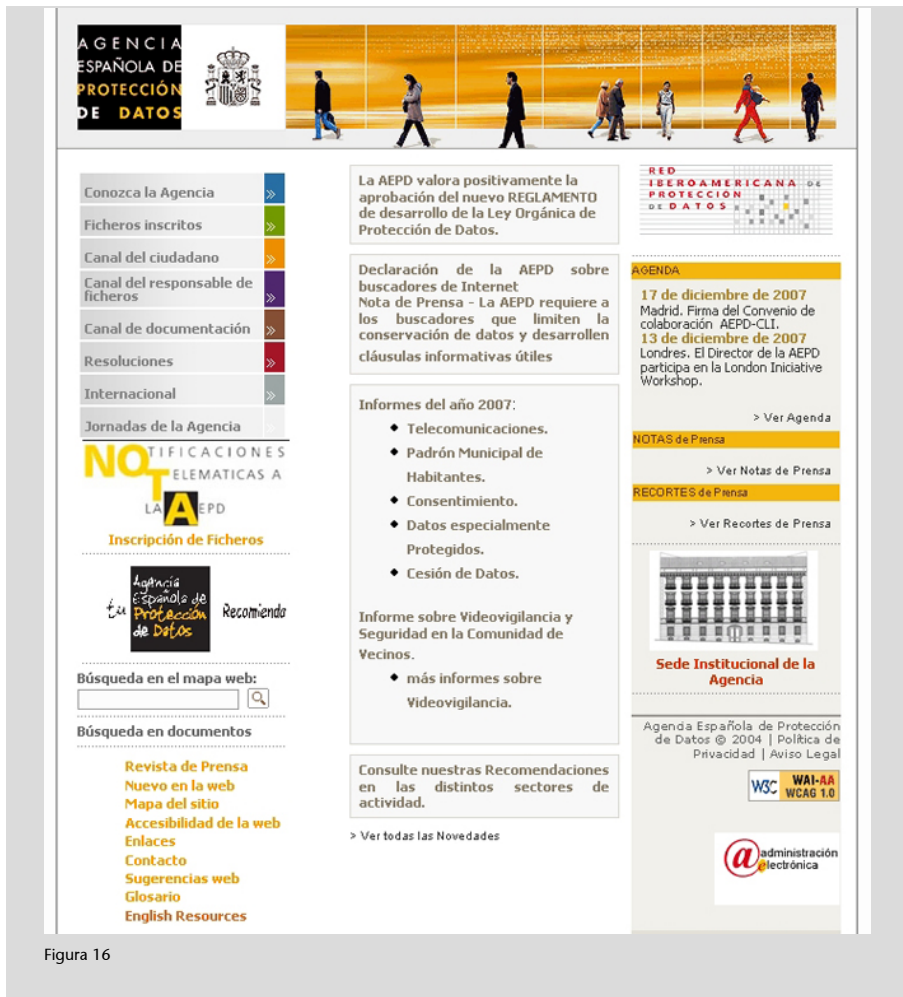 AGENCIA
ESPAÑOLA DE
PROTECCIÓN
DE DATOS
Conozca la Agencia
Ficheros inscritos
Canal del ciudadano
Canal del responsable de
ficheros
Canal de documentación
Resoluciones
Internacional
Jornadas de la Agencia
NOTIFICACIONES
TELEMATICAS A
LA AEPD
Inscripción de Ficheros
tu Agencia
Española de
Protección
de Datos
Recomienda
Búsqueda en el mapa web:
Búsqueda en documentos
Revista de Prensa
Nuevo en la web
Mapa del sitio
Accesibilidad de la web
Enlaces
Contacto
Sugerencias web
Glosario
English Resources
La AEPD valora positivamente la
aprobación del nuevo REGLAMENTO
de desarrollo de la Ley Orgánica de
Protección de Datos.
Declaración de la AEPD sobre
buscadores de Internet
Nota de Prensa - La AEPD requiere a
los buscadores que limiten la
conservación de datos y desarrollen
cláusulas informativas útiles
Informes del año 2007:
Telecomunicaciones.
Padrón Municipal de
Habitantes.
Consentimiento.
Datos especialmente
Protegidos.
Cesión de Datos.
Informe sobre Videovigilancia y
Seguridad en la Comunidad de
Vecinos.
más informes sobre
Videovigilancia.
Consulte nuestras Recomendaciones
en las distintos sectores de
actividad.
> Ver todas las Novedades
RED
IBEROAMERICANA DE
PROTECCIÓN
DE DATOS
AGENDA
17 de diciembre de 2007
Madrid. Firma del Convenio de
colaboración AEPD-CLI.
13 de diciembre de 2007
Londres. El Director de la AEPD
participa en la London Iniciative
Workshop.
> Ver Agenda
NOTAS de Prensa
> Ver Notas de Prensa
RECORTES de Prensa
> Ver Recortes de Prensa
Sede Institucional de la
Agencia
Agencia Española de Protección
de Datos © 2004 | Política de
Privacidad | Aviso Legal
W3C WAI-AA
WCAG 1.0
@ administración
electrónica
Figura 16